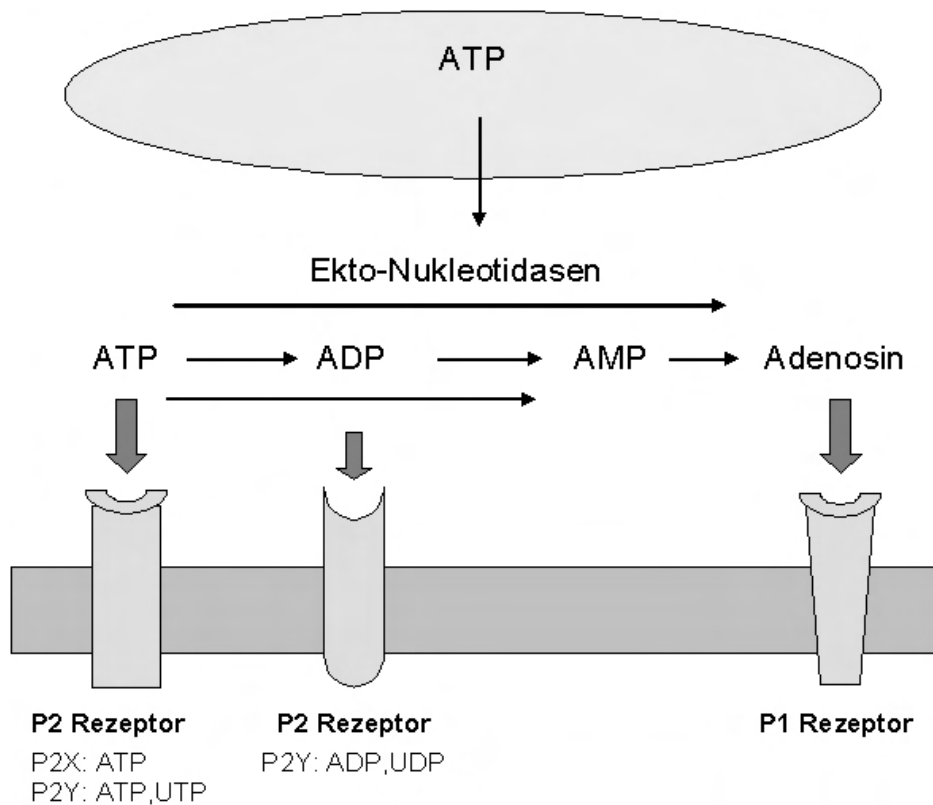 ATP
Ekto-Nukleotidasen
ATP ADP AMP Adenosin
P2 Rezeptor P2 Rezeptor P1 Rezeptor
P2X: ATP P2Y: ADP,UDP
P2Y: ATP,UTP